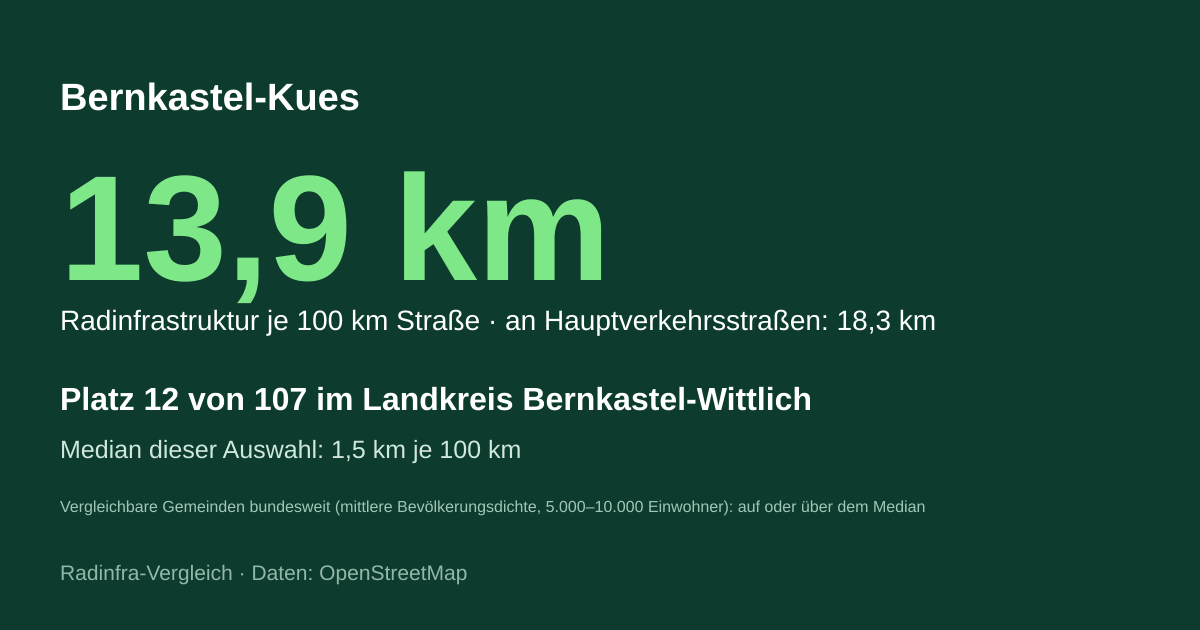 Bernkastel-Kues
13,9 km
Radinfrastruktur je 100 km Straße · an Hauptverkehrsstraßen: 18,3 km
Platz 12 von 107 im Landkreis Bernkastel-Wittlich
Median dieser Auswahl: 1,5 km je 100 km
Vergleichbare Gemeinden bundesweit (mittlere Bevölkerungsdichte, 5.000–10.000 Einwohner): auf oder über dem Median
Radinfra-Vergleich · Daten: OpenStreetMap